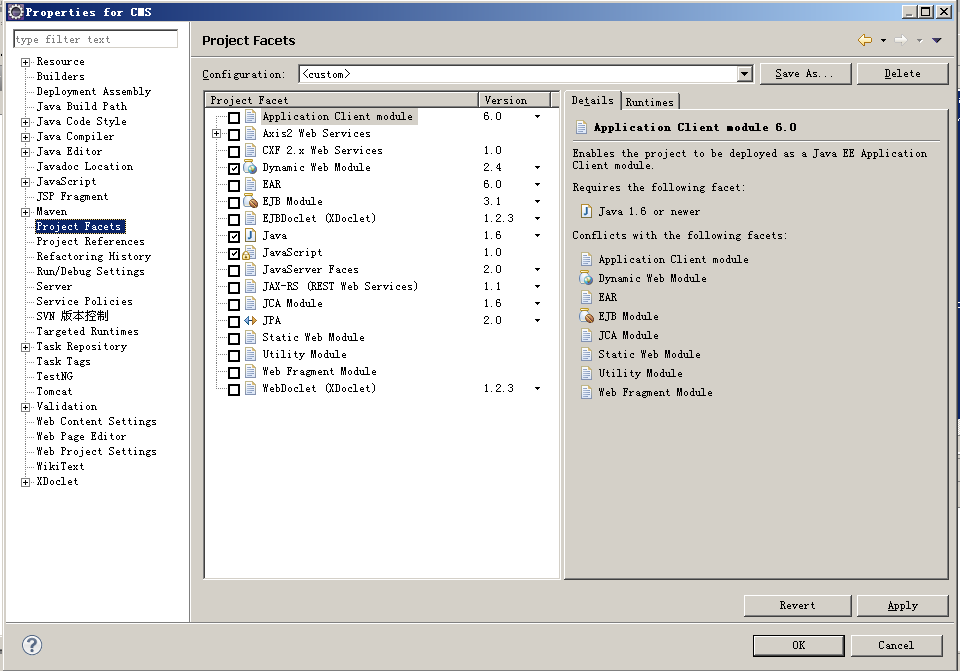 Properties for CMS
type filter text
Resource
Builders
Deployment Assembly
Java Build Path
Java Code Style
Java Compiler
Java Editor
Javadoc Location
JavaScript
JSP Fragment
Maven
Project Facets
Project References
Refactoring History
Run/Debug Settings
Server
Service Policies
SVN 版本控制
Targeted Runtimes
Task Repository
Task Tags
TestNG
Tomcat
Validation
Web Content Settings
Web Page Editor
Web Project Settings
WikiText
XDoclet
Project Facets
Configuration: <custom> Save As... Delete
Project Facet Version
Application Client module 6.0
Axis2 Web Services
CXF 2.x Web Services 1.0
Dynamic Web Module 2.4
EAR 6.0
EJB Module 3.1
EJBDoclet (XDoclet) 1.2.3
Java 1.6
JavaScript 1.0
JavaServer Faces 2.0
JAX-RS (REST Web Services) 1.1
JCA Module 1.6
JPA 2.0
Static Web Module
Utility Module
Web Fragment Module
WebDoclet (XDoclet) 1.2.3
Details Runtimes
Application Client module 6.0
Enables the project to be deployed as a Java EE Application
Client module.
Requires the following facet:
Java 1.6 or newer
Conflicts with the following facets:
Application Client module
Dynamic Web Module
EAR
EJB Module
JCA Module
Static Web Module
Utility Module
Web Fragment Module
Revert Apply
OK Cancel